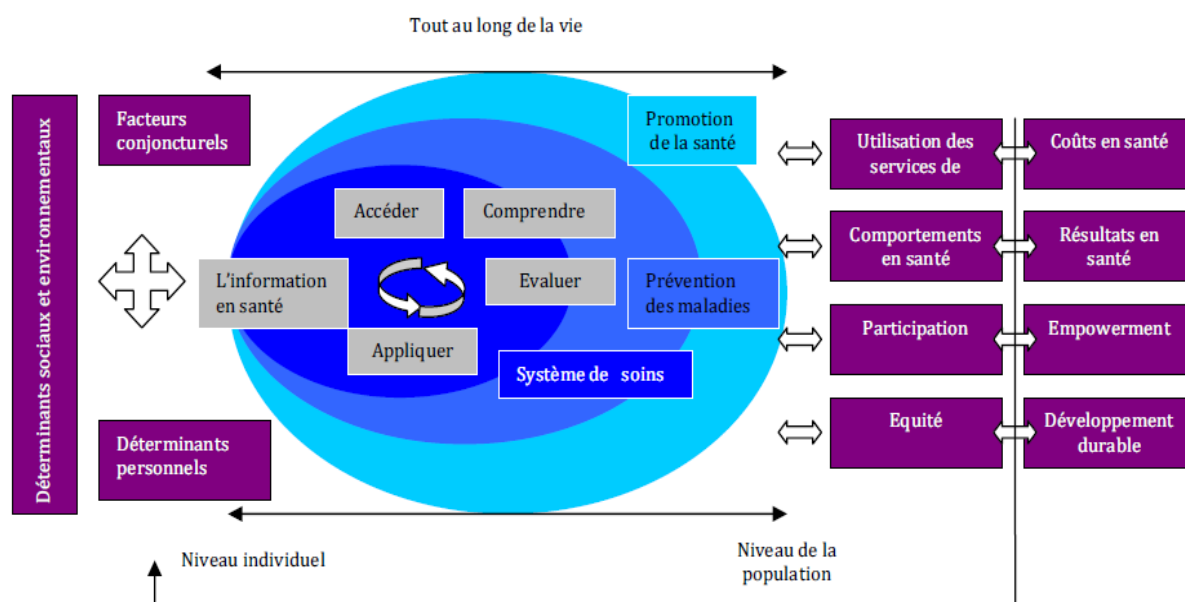 Tout au long de la vie
Déterminants sociaux et environnementaux
Facteurs
conjoncturels
Promotion
de la santé
Utilisation des
services de
Coûts en santé
Accéder
Comprendre
Comportements
en santé
Résultats en
santé
L'information
en santé
Evaluer
Prévention
des maladies
Participation
Empowerment
Appliquer
Système de soins
Equité
Développement
durable
Déterminants
personnels
Niveau individuel
Niveau de la
population